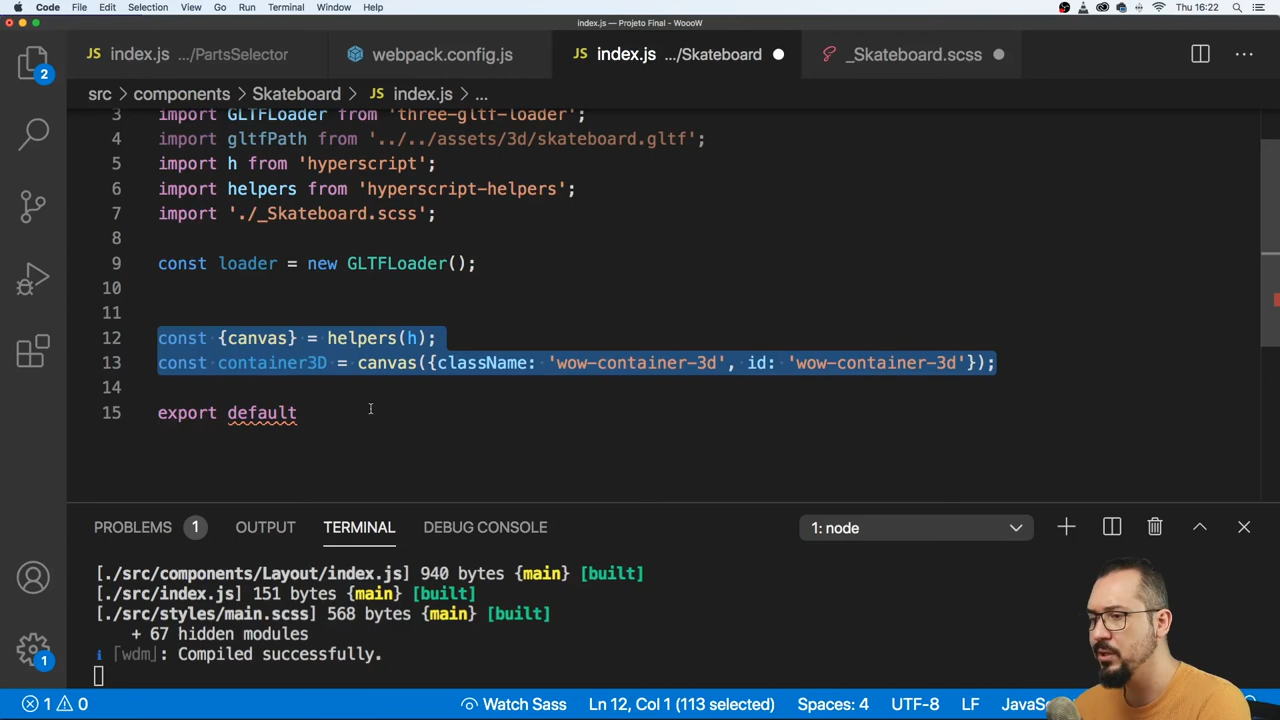 Code File Edit Selection View Go Run Terminal Window Help Thu 16:22
index.js — Projeto Final - WoooW
JS index.js .../PartsSelector webpack.config.js JS index.js .../Skateboard _Skateboard.scss
2
src > components > Skateboard > JS index.js > ...
3 import GLTFLoader from 'three-gltf-loader';
4 import gltfPath from '../../assets/3d/skateboard.gltf';
5 import h from 'hyperscript';
6 import helpers from 'hyperscript-helpers';
7 import './_Skateboard.scss';
8
9 const loader = new GLTFLoader();
10
11
12 const {canvas} = helpers(h);
13 const container3D = canvas({className: 'wow-container-3d', id: 'wow-container-3d'});
14
15 export default
PROBLEMS 1 OUTPUT TERMINAL DEBUG CONSOLE 1: node
[./src/components/Layout/index.js] 940 bytes {main} [built]
[./src/index.js] 151 bytes {main} [built]
[./src/styles/main.scss] 568 bytes {main} [built]
+ 67 hidden modules
i ｢wdm｣: Compiled successfully.
1
1 0 Watch Sass Ln 12, Col 1 (113 selected) Spaces: 4 UTF-8 LF